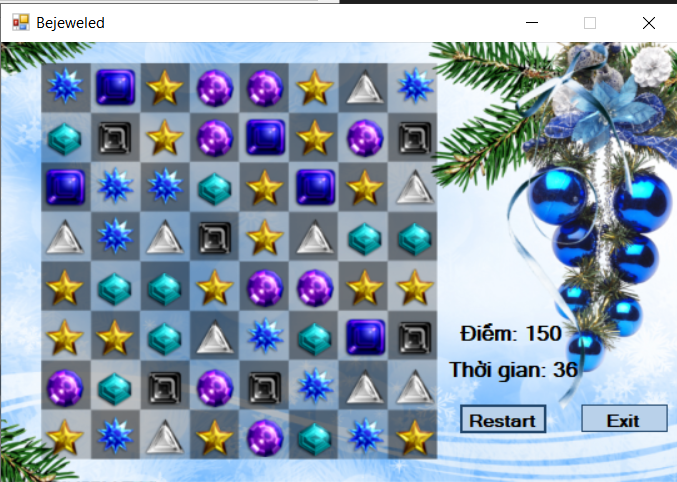 Bejeweled
Điểm: 150
Thời gian: 36
Restart
Exit